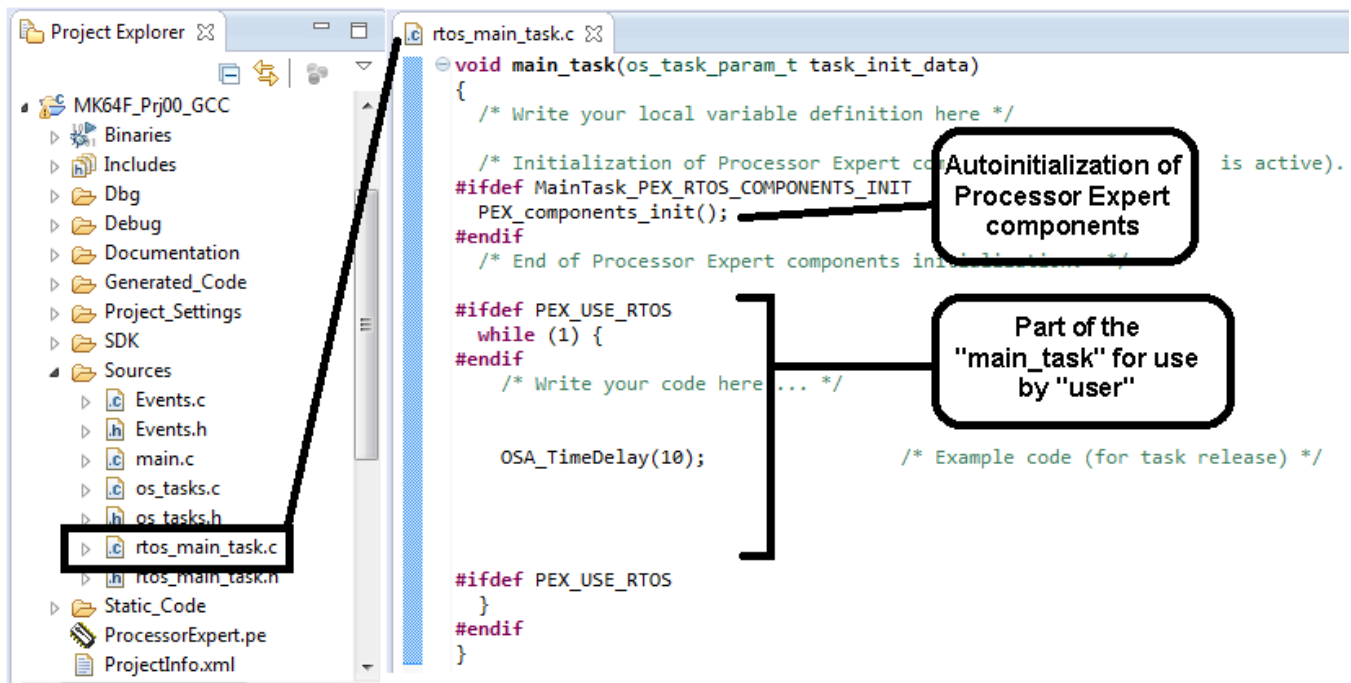 Project Explorer
MK64F_Prj00_GCC
Binaries
Includes
Dbg
Debug
Documentation
Generated_Code
Project_Settings
SDK
Sources
Events.c
Events.h
main.c
os_tasks.c
os_tasks.h
rtos_main_task.c
rtos_main_task.h
Static_Code
ProcessorExpert.pe
ProjectInfo.xml
rtos_main_task.c
void main_task(os_task_param_t task_init_data)
{
/* Write your local variable definition here */
/* Initialization of Processor Expert is active).
#ifdef MainTask_PEX_RTOS_COMPONENTS_INIT
PEX_components_init();
#endif
/* End of Processor Expert components */
#ifdef PEX_USE_RTOS
while (1) {
#endif
/* Write your code here ... */
OSA_TimeDelay(10); /* Example code (for task release) */
#ifdef PEX_USE_RTOS
}
#endif
}
Autoinitialization of
Processor Expert
components
Part of the
"main_task" for use
by "user"